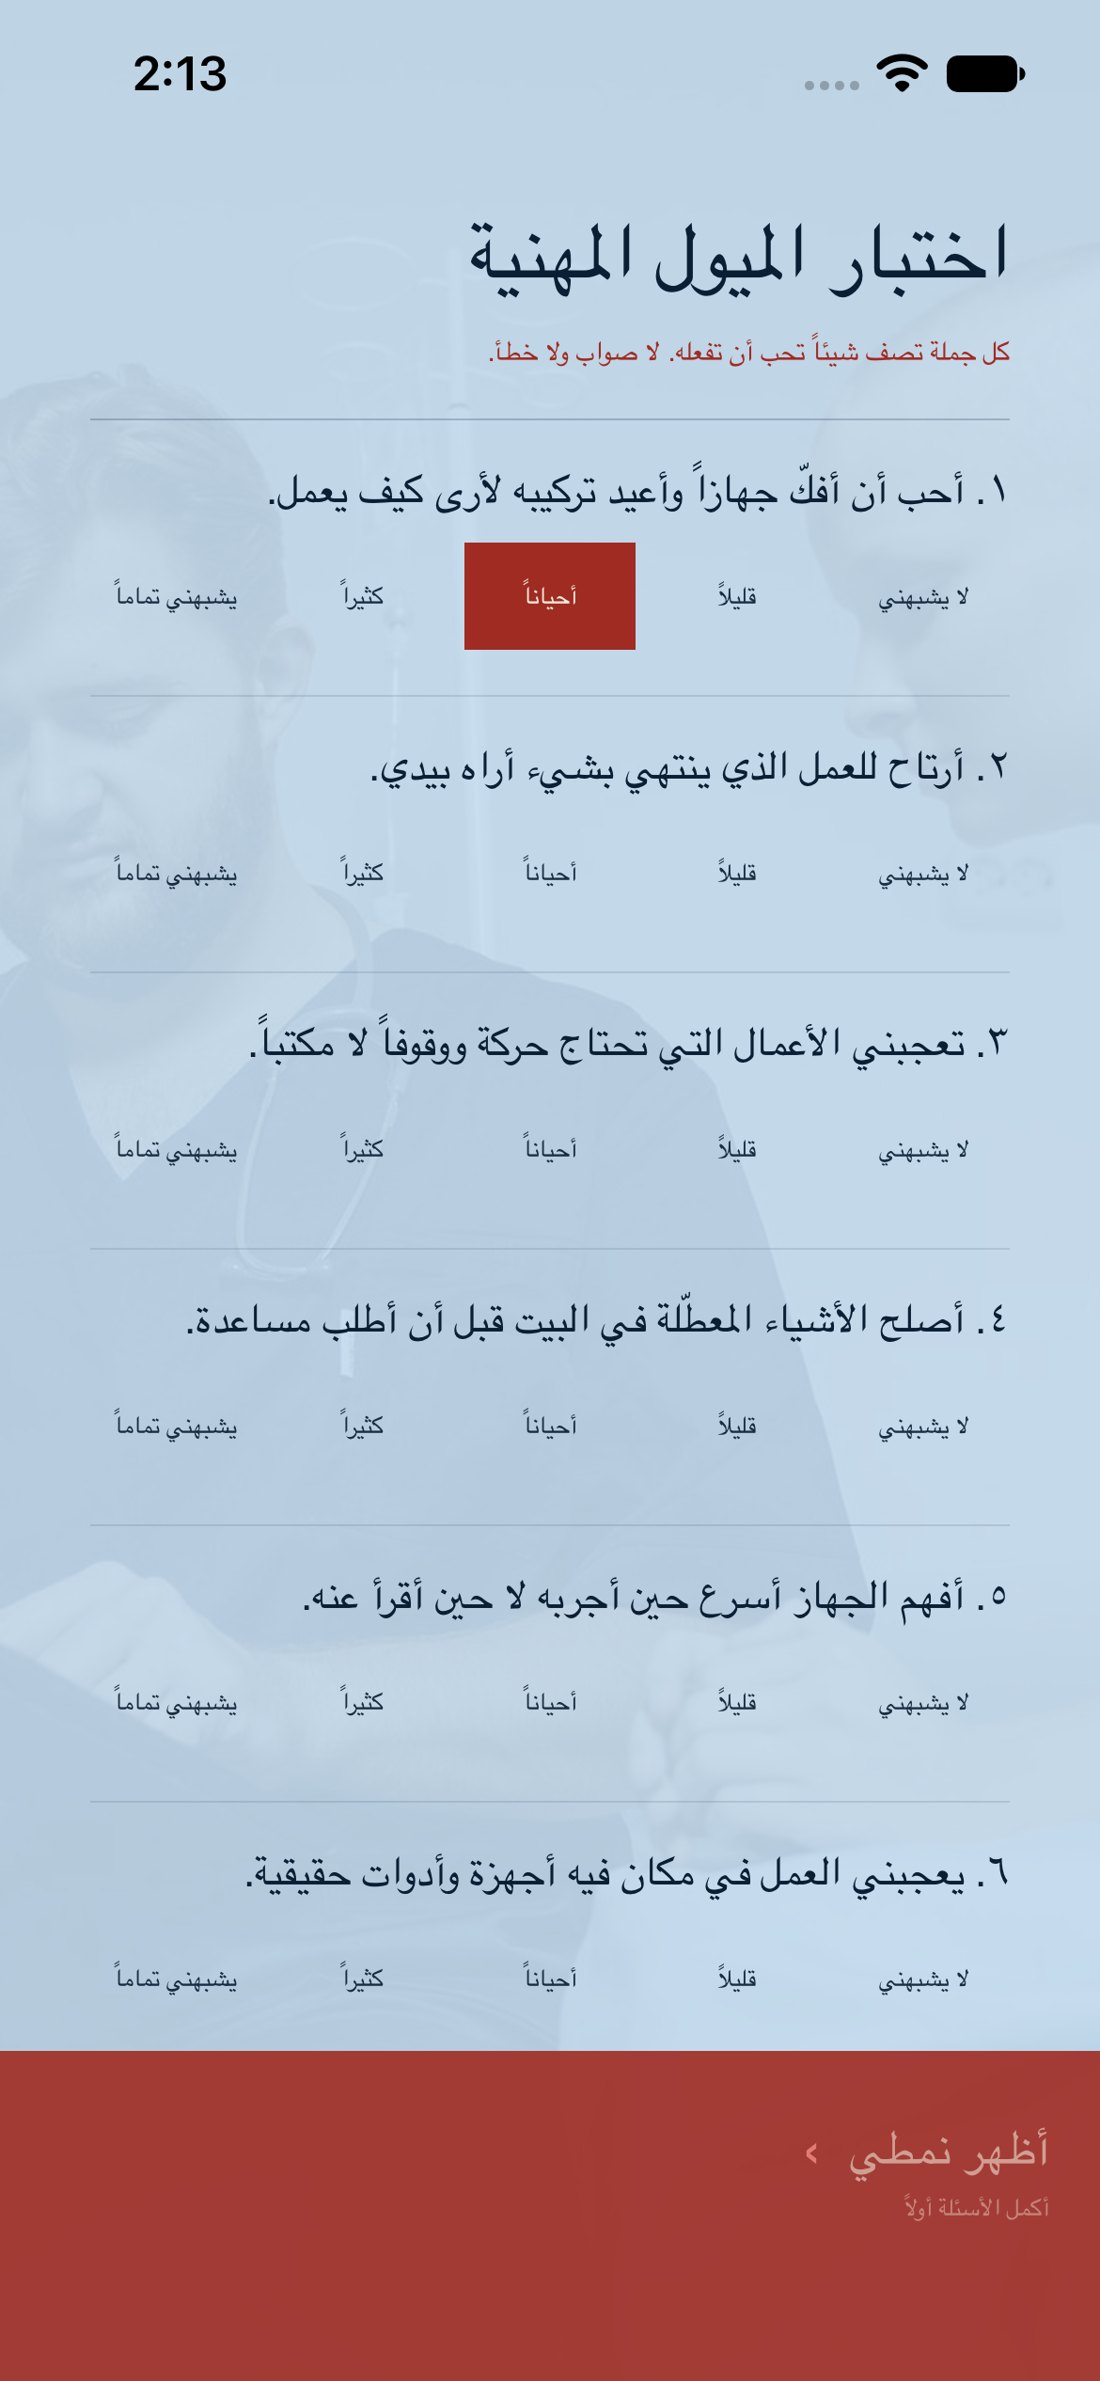 2:13
اختبار الميول المهنية
كل جملة تصف شيئاً تحب أن تفعله. لا صواب ولا خطأ.
١. أحب أن أفكّ جهازاً وأعيد تركيبه لأرى كيف يعمل.
لا يشبهني قليلاً أحياناً كثيراً يشبهني تماماً
٢. أرتاح للعمل الذي ينتهي بشيء أراه بيدي.
لا يشبهني قليلاً أحياناً كثيراً يشبهني تماماً
٣. تعجبني الأعمال التي تحتاج حركة ووقوفاً لا مكتباً.
لا يشبهني قليلاً أحياناً كثيراً يشبهني تماماً
٤. أصلح الأشياء المعطّلة في البيت قبل أن أطلب مساعدة.
لا يشبهني قليلاً أحياناً كثيراً يشبهني تماماً
٥. أفهم الجهاز أسرع حين أجربه لا حين أقرأ عنه.
لا يشبهني قليلاً أحياناً كثيراً يشبهني تماماً
٦. يعجبني العمل في مكان فيه أجهزة وأدوات حقيقية.
لا يشبهني قليلاً أحياناً كثيراً يشبهني تماماً
أظهر نمطي
أكمل الأسئلة أولاً